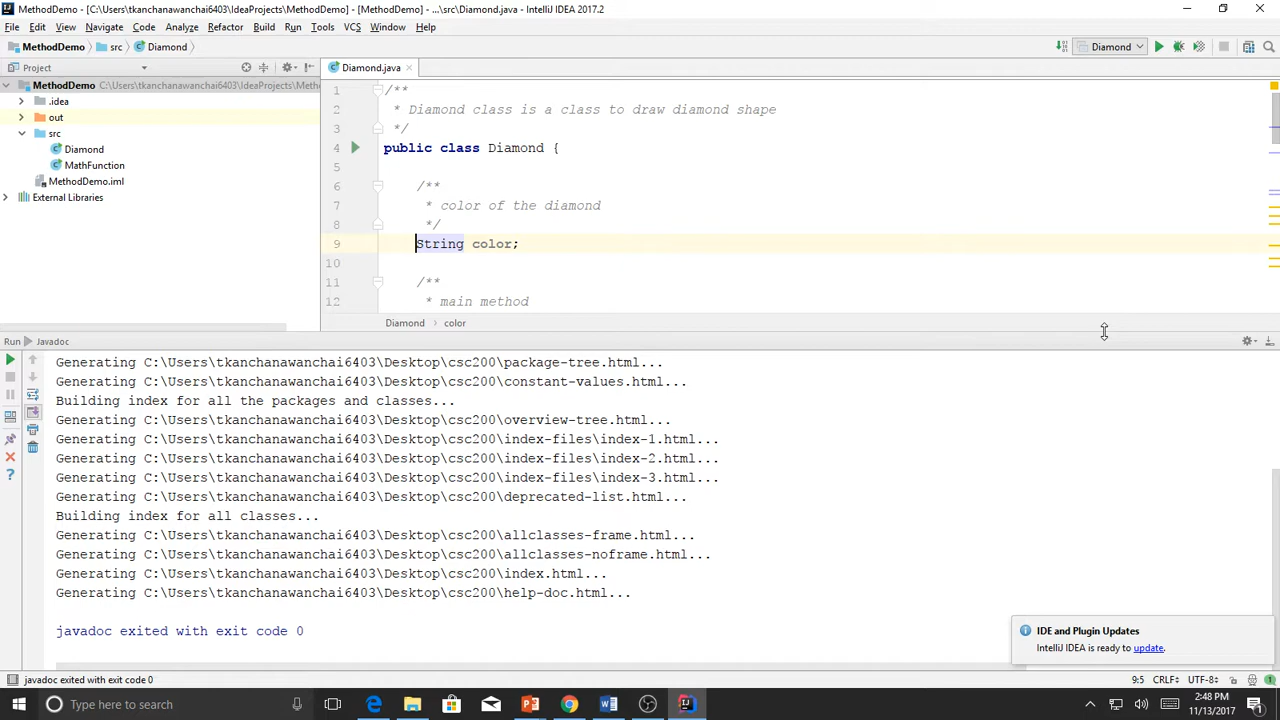 MethodDemo - [C:\Users\tkanchanawanchai6403\IdeaProjects\MethodDemo] - [MethodDemo] - ...\src\Diamond.java - IntelliJ IDEA 2017.2
File Edit View Navigate Code Analyze Refactor Build Run Tools VCS Window Help
MethodDemo src Diamond Diamond
Project Diamond.java
MethodDemo C:\Users\tkanchanawanchai6403\IdeaProjects\Meth
.idea
out
src
Diamond
MathFunction
MethodDemo.iml
External Libraries
1 /**
2 * Diamond class is a class to draw diamond shape
3 */
4 public class Diamond {
5
6 /**
7 * color of the diamond
8 */
9 String color;
10
11 /**
12 * main method
Diamond color
Run Javadoc
Generating C:\Users\tkanchanawanchai6403\Desktop\csc200\package-tree.html...
Generating C:\Users\tkanchanawanchai6403\Desktop\csc200\constant-values.html...
Building index for all the packages and classes...
Generating C:\Users\tkanchanawanchai6403\Desktop\csc200\overview-tree.html...
Generating C:\Users\tkanchanawanchai6403\Desktop\csc200\index-files\index-1.html...
Generating C:\Users\tkanchanawanchai6403\Desktop\csc200\index-files\index-2.html...
Generating C:\Users\tkanchanawanchai6403\Desktop\csc200\index-files\index-3.html...
Generating C:\Users\tkanchanawanchai6403\Desktop\csc200\deprecated-list.html...
Building index for all classes...
Generating C:\Users\tkanchanawanchai6403\Desktop\csc200\allclasses-frame.html...
Generating C:\Users\tkanchanawanchai6403\Desktop\csc200\allclasses-noframe.html...
Generating C:\Users\tkanchanawanchai6403\Desktop\csc200\index.html...
Generating C:\Users\tkanchanawanchai6403\Desktop\csc200\help-doc.html...
javadoc exited with exit code 0
IDE and Plugin Updates
IntelliJ IDEA is ready to update.
javadoc exited with exit code 0 9:5 CRLF÷ UTF-8÷ 1
Type here to search 2:48 PM
11/13/2017